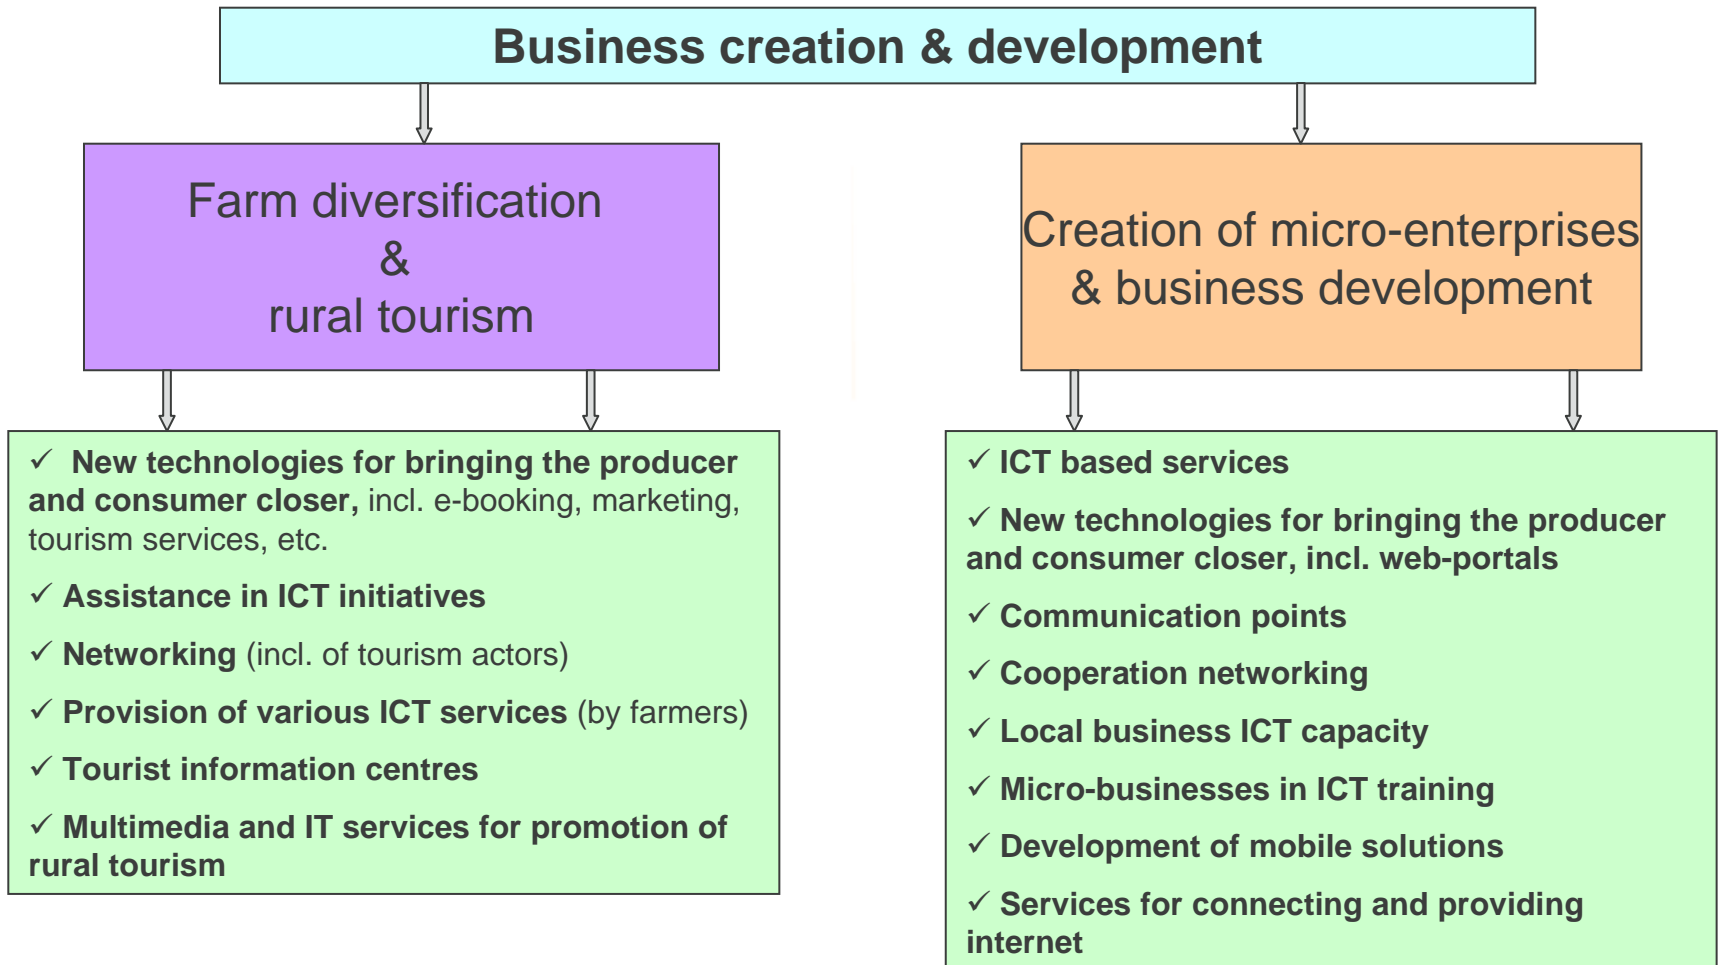 Business creation & development
Farm diversification
&
rural tourism
Creation of micro-enterprises
& business development
✓ New technologies for bringing the producer
and consumer closer, incl. e-booking, marketing,
tourism services, etc.
✓ Assistance in ICT initiatives
✓ Networking (incl. of tourism actors)
✓ Provision of various ICT services (by farmers)
✓ Tourist information centres
✓ Multimedia and IT services for promotion of
rural tourism
✓ ICT based services
✓ New technologies for bringing the producer
and consumer closer, incl. web-portals
✓ Communication points
✓ Cooperation networking
✓ Local business ICT capacity
✓ Micro-businesses in ICT training
✓ Development of mobile solutions
✓ Services for connecting and providing
internet